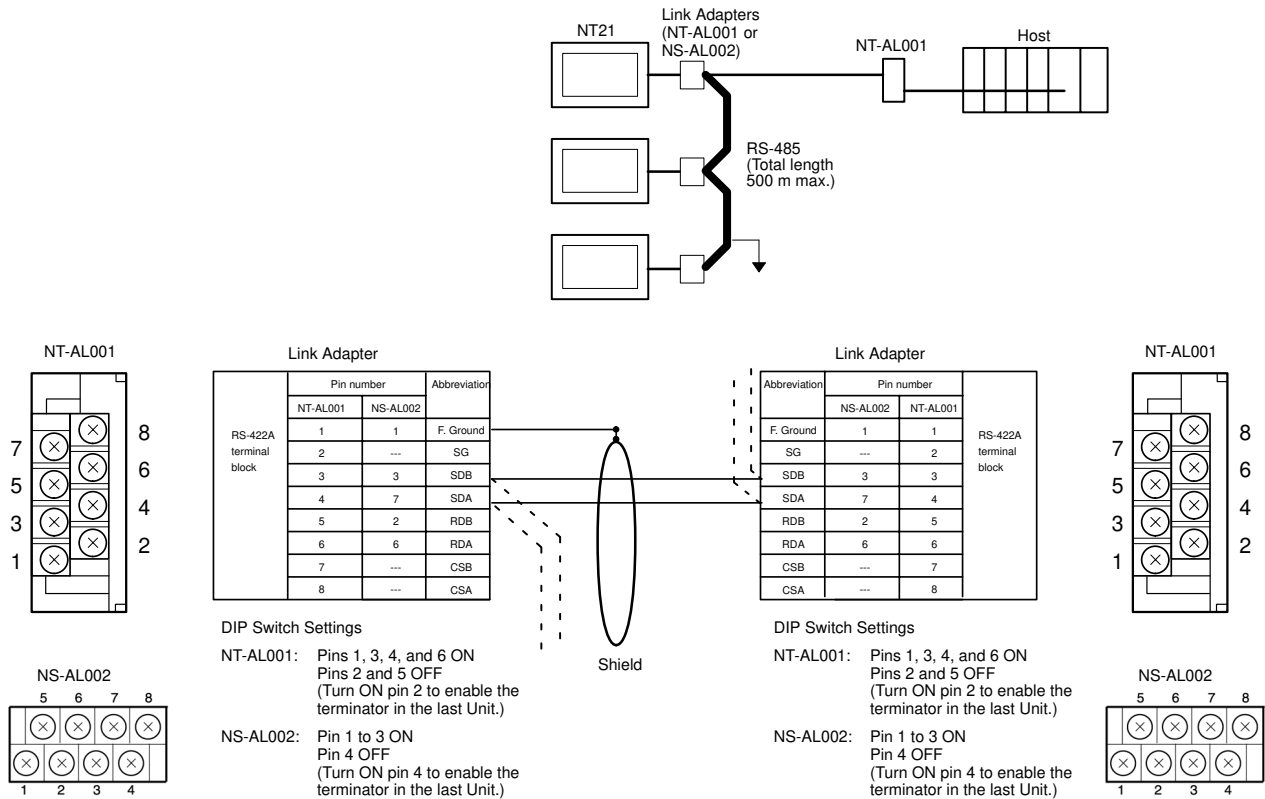 Link Adapters
(NT-AL001 or
NS-AL002)
NT21
NT-AL001
Host
RS-485
(Total length
500 m max.)
NT-AL001
7
5
3
1
8
6
4
2
Link Adapter
RS-422A
terminal
block
Pin number
Abbreviation
NT-AL001
NS-AL002
1 1 F. Ground
2 --- SG
3 3 SDB
4 7 SDA
5 2 RDB
6 6 RDA
7 --- CSB
8 --- CSA
Shield
Link Adapter
Abbreviation
Pin number
NS-AL002
NT-AL001
F. Ground 1 1
SG --- 2
SDB 3 3
SDA 7 4
RDB 2 5
RDA 6 6
CSB --- 7
CSA --- 8
RS-422A
terminal
block
NT-AL001
7
5
3
1
8
6
4
2
DIP Switch Settings
NT-AL001: Pins 1, 3, 4, and 6 ON
Pins 2 and 5 OFF
(Turn ON pin 2 to enable the
terminator in the last Unit.)
NS-AL002: Pin 1 to 3 ON
Pin 4 OFF
(Turn ON pin 4 to enable the
terminator in the last Unit.)
DIP Switch Settings
NT-AL001: Pins 1, 3, 4, and 6 ON
Pins 2 and 5 OFF
(Turn ON pin 2 to enable the
terminator in the last Unit.)
NS-AL002: Pin 1 to 3 ON
Pin 4 OFF
(Turn ON pin 4 to enable the
terminator in the last Unit.)
NS-AL002
5 6 7 8
1 2 3 4
NS-AL002
5 6 7 8
1 2 3 4